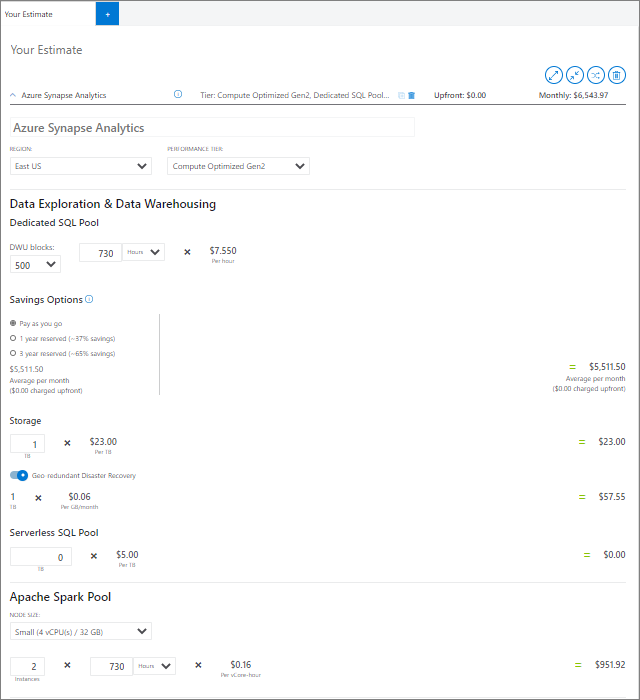 Your Estimate
+
Your Estimate
Azure Synapse Analytics
Tier: Compute Optimized Gen2, Dedicated SQL Pool...
Upfront: $0.00
Monthly: $6,543.97
Azure Synapse Analytics
REGION:
PERFORMANCE TIER:
East US
Compute Optimized Gen2
Data Exploration & Data Warehousing
Dedicated SQL Pool
DWU blocks:
500
730 Hours × $7.550
Per hour
Savings Options
Pay as you go
1 year reserved (~37% savings)
3 year reserved (~65% savings)
$5,511.50
Average per month
($0.00 charged upfront)
= $5,511.50
Average per month
($0.00 charged upfront)
Storage
1 × $23.00 = $23.00
TB Per TB
Geo-redundant Disaster Recovery
1 × $0.06 = $57.55
TB Per GB/month
Serverless SQL Pool
0 × $5.00 = $0.00
TB Per TB
Apache Spark Pool
NODE SIZE:
Small (4 vCPU(s) / 32 GB)
2 × 730 Hours × $0.16 = $951.92
Instances Per vCore-hour